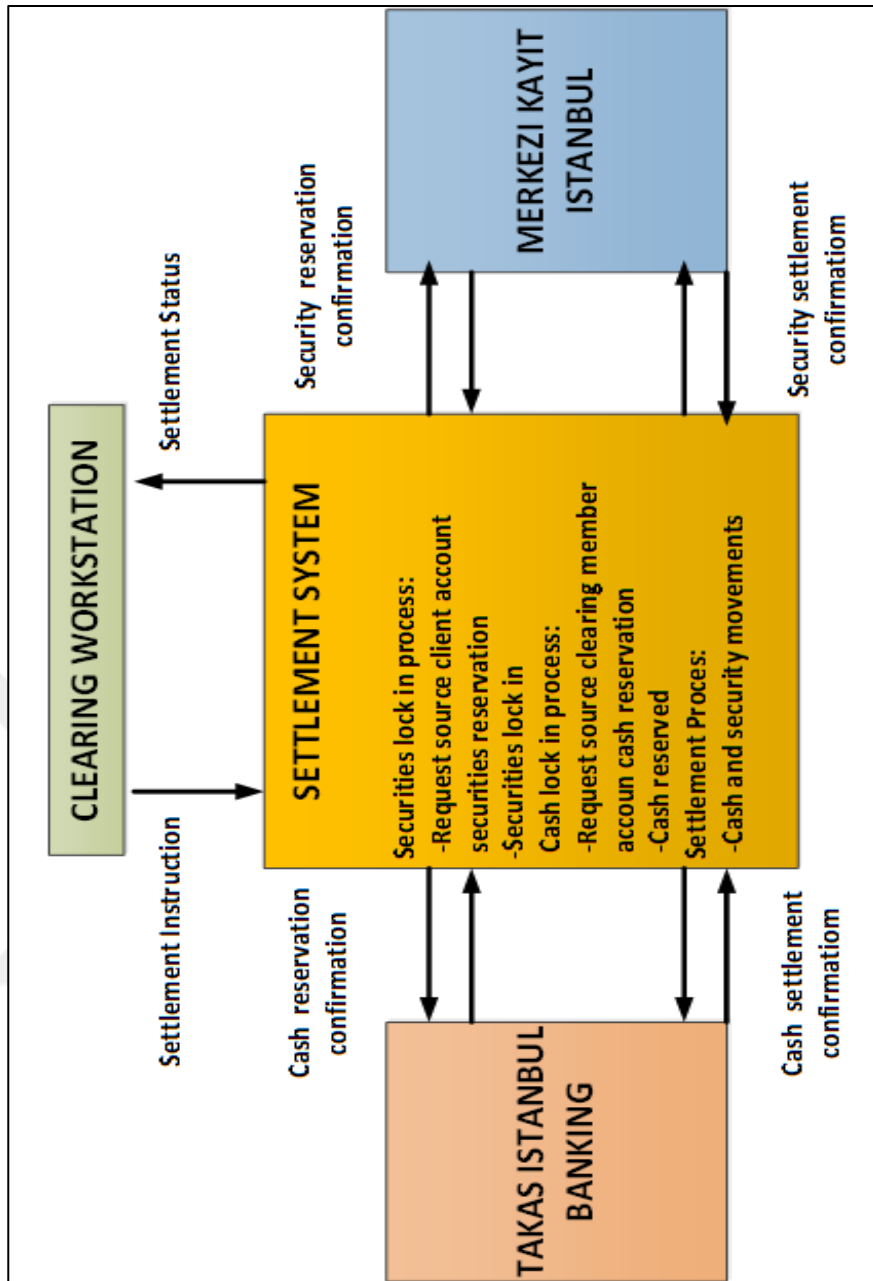 CLEARING WORKSTATION
Settlement Instruction
Settlement Status
Cash reservation
confirmation
Security reservation
confirmation
SETTLEMENT SYSTEM
Securities lock in process:
-Request source client account
securities reservation
-Securities lock in
Cash lock in process:
-Request source clearing member
accoun cash reservation
-Cash reserved
Settlement Proces:
-Cash and security movements
TAKAS ISTANBUL
BANKING
MERKEZI KAYIT
ISTANBUL
Cash settlement
confirmatiom
Security settlement
confirmatiom